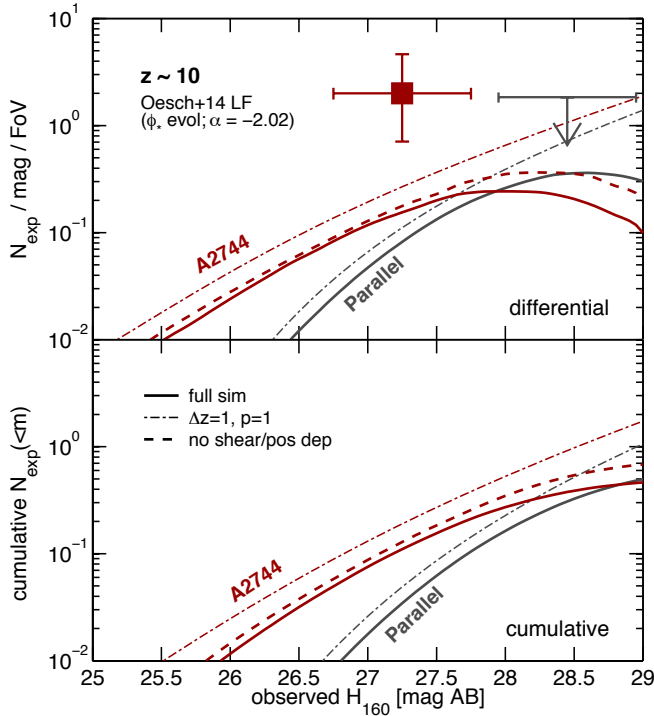 10^1
10^0
10^-1
10^-2
N_exp / mag / FoV
z ~ 10
Oesch+14 LF
(ϕ_* evol; α = −2.02)
A2744
Parallel
differential
10^0
10^-1
10^-2
cumulative N_exp(<m)
full sim
Δz=1, p=1
no shear/pos dep
A2744
Parallel
cumulative
25 25.5 26 26.5 27 27.5 28 28.5 29
observed H_160 [mag AB]